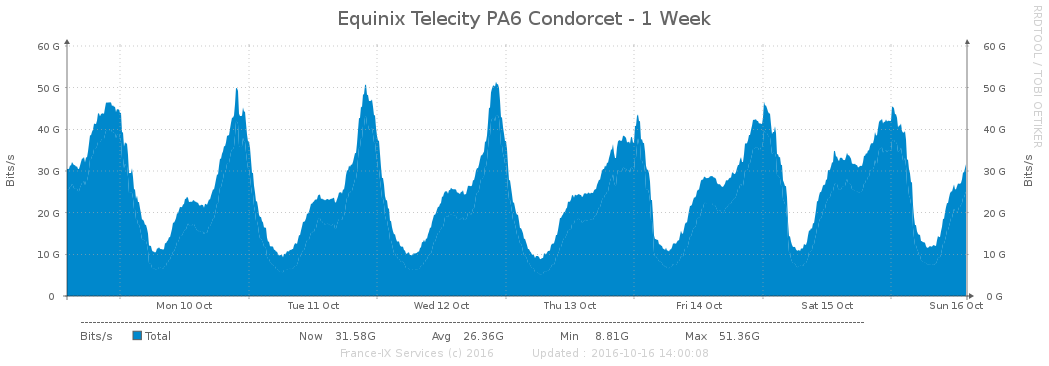 Equinix Telecity PA6 Condorcet - 1 Week
RRDTOOL / TOBI OETIKER
Bits/s
60 G
50 G
40 G
30 G
20 G
10 G
0
60 G
50 G
40 G
30 G
20 G
10 G
0 G
Bits/s
Mon 10 Oct Tue 11 Oct Wed 12 Oct Thu 13 Oct Fri 14 Oct Sat 15 Oct Sun 16 Oct
Bits/s Total Now 31.58G Avg 26.36G Min 8.81G Max 51.36G
France-IX Services (c) 2016 Updated : 2016-10-16 14:00:08